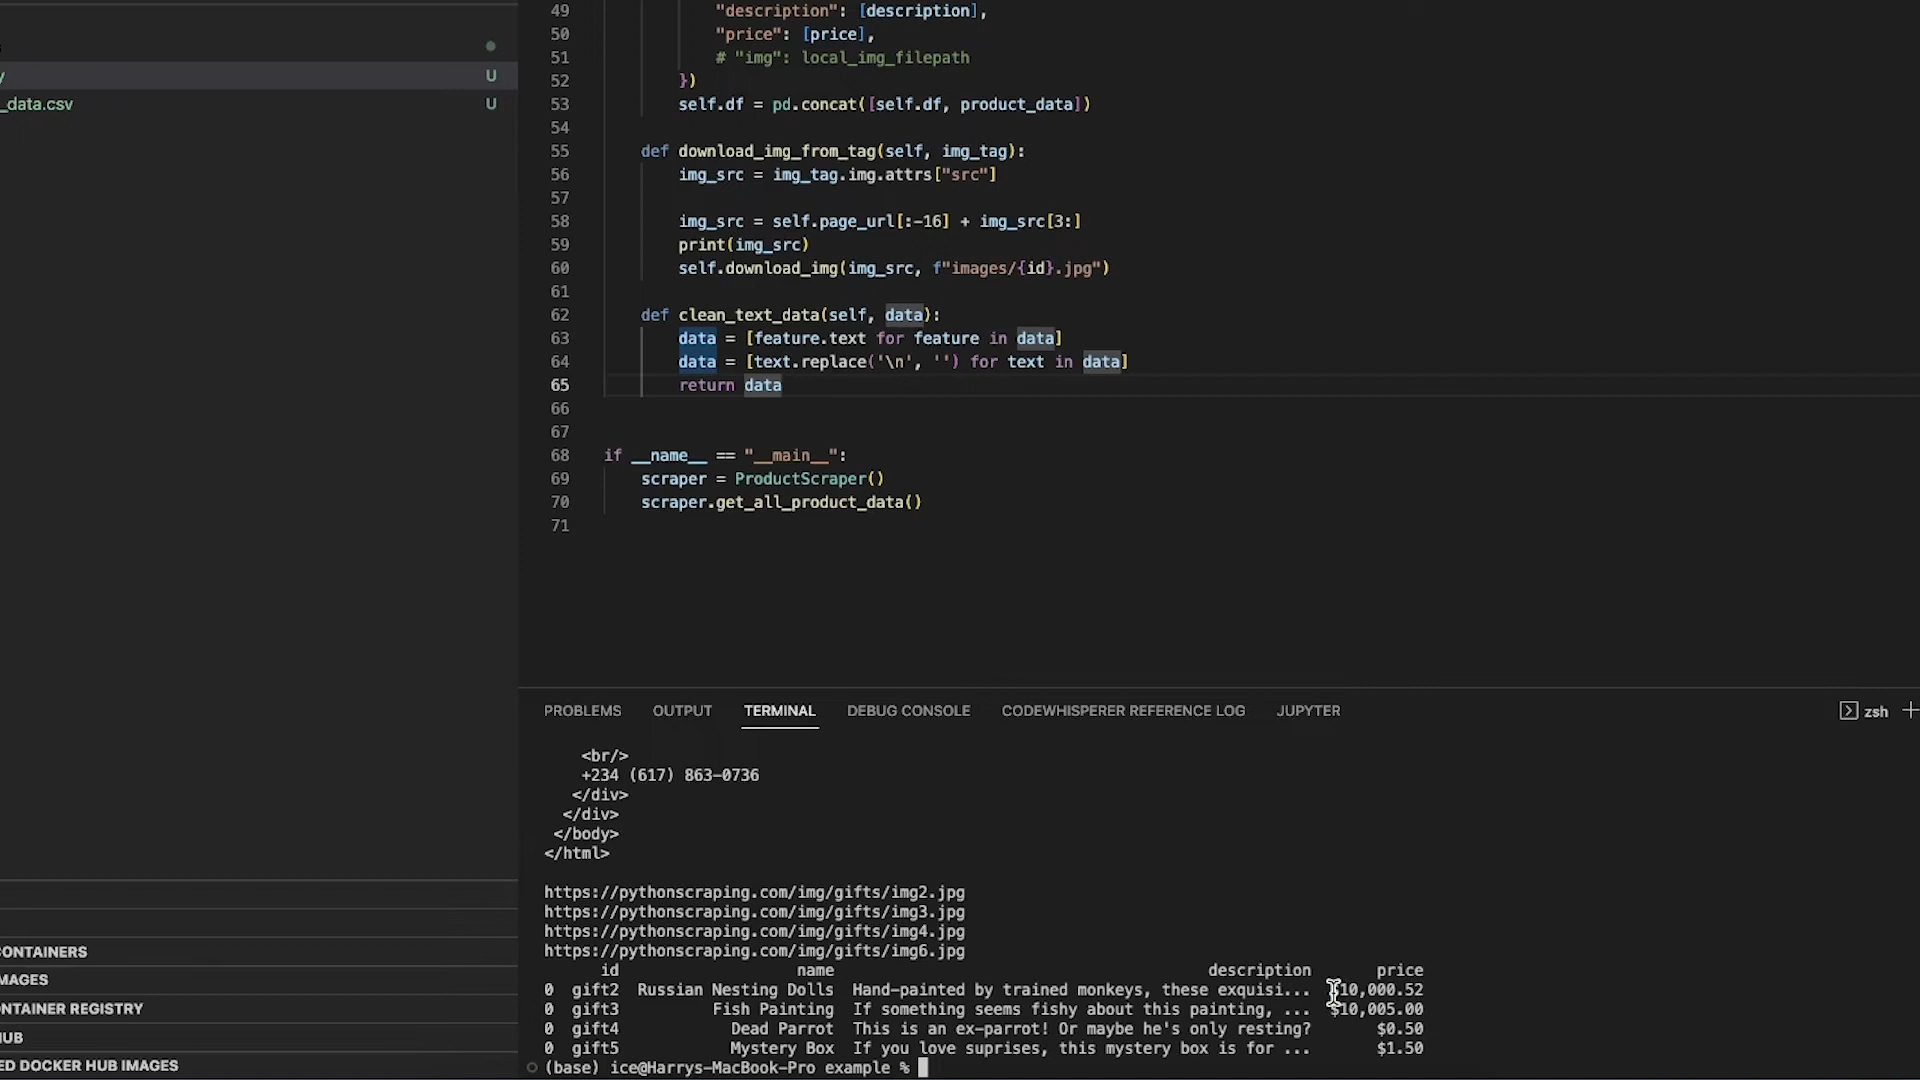 y
_data.csv
U
U
CONTAINERS
MAGES
ONTAINER REGISTRY
HUB
ED DOCKER HUB IMAGES
49 "description": [description],
50 "price": [price],
51 # "img": local_img_filepath
52 })
53 self.df = pd.concat([self.df, product_data])
54
55 def download_img_from_tag(self, img_tag):
56 img_src = img_tag.img.attrs["src"]
57
58 img_src = self.page_url[:-16] + img_src[3:]
59 print(img_src)
60 self.download_img(img_src, f"images/{id}.jpg")
61
62 def clean_text_data(self, data):
63 data = [feature.text for feature in data]
64 data = [text.replace('\n', '') for text in data]
65 return data
66
67
68 if __name__ == "__main__":
69 scraper = ProductScraper()
70 scraper.get_all_product_data()
71
PROBLEMS OUTPUT TERMINAL DEBUG CONSOLE CODEWHISPERER REFERENCE LOG JUPYTER zsh
<br/>
+234 (617) 863-0736
</div>
</div>
</body>
</html>
https://pythonscraping.com/img/gifts/img2.jpg
https://pythonscraping.com/img/gifts/img3.jpg
https://pythonscraping.com/img/gifts/img4.jpg
https://pythonscraping.com/img/gifts/img6.jpg
id name description price
0 gift2 Russian Nesting Dolls Hand-painted by trained monkeys, these exquisi... $10,000.52
0 gift3 Fish Painting If something seems fishy about this painting, ... $10,005.00
0 gift4 Dead Parrot This is an ex-parrot! Or maybe he's only resting? $0.50
0 gift5 Mystery Box If you love suprises, this mystery box is for ... $1.50
(base) ice@Harrys-MacBook-Pro example %